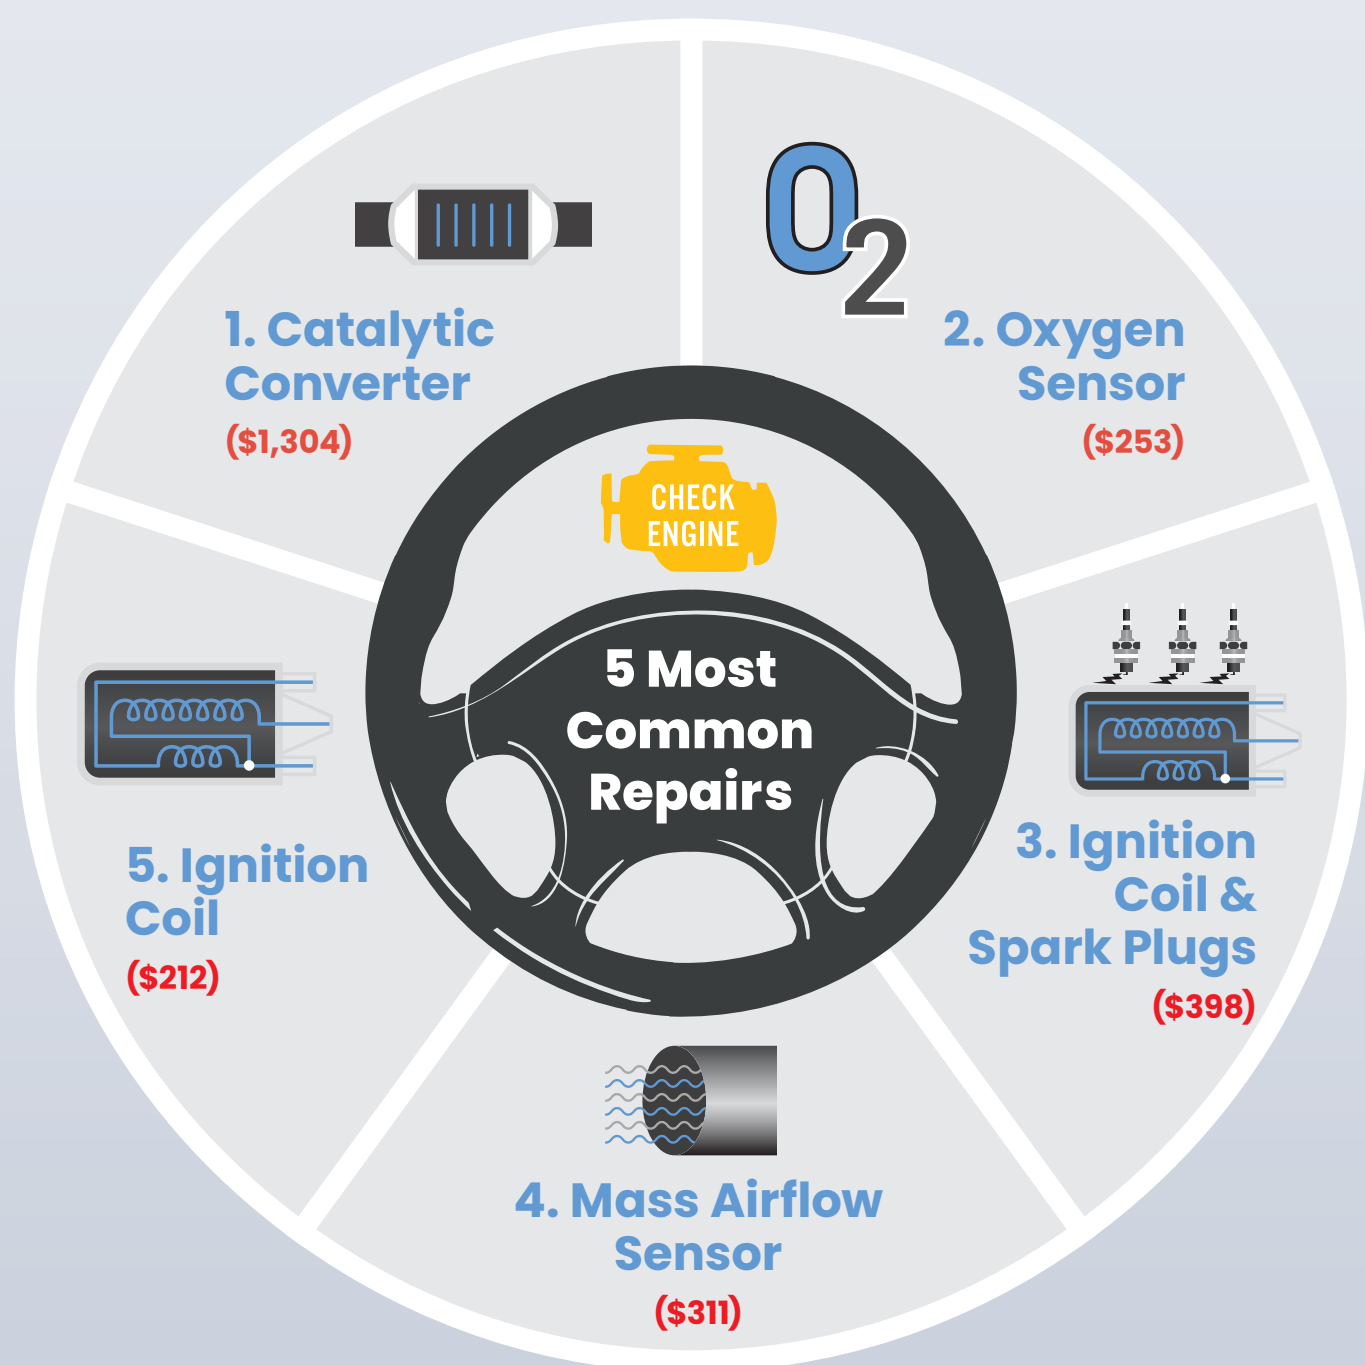 1. Catalytic
Converter
($1,304)
O2
2. Oxygen
Sensor
($253)
CHECK
ENGINE
5 Most
Common
Repairs
3. Ignition
Coil &
Spark Plugs
($398)
4. Mass Airflow
Sensor
($311)
5. Ignition
Coil
($212)